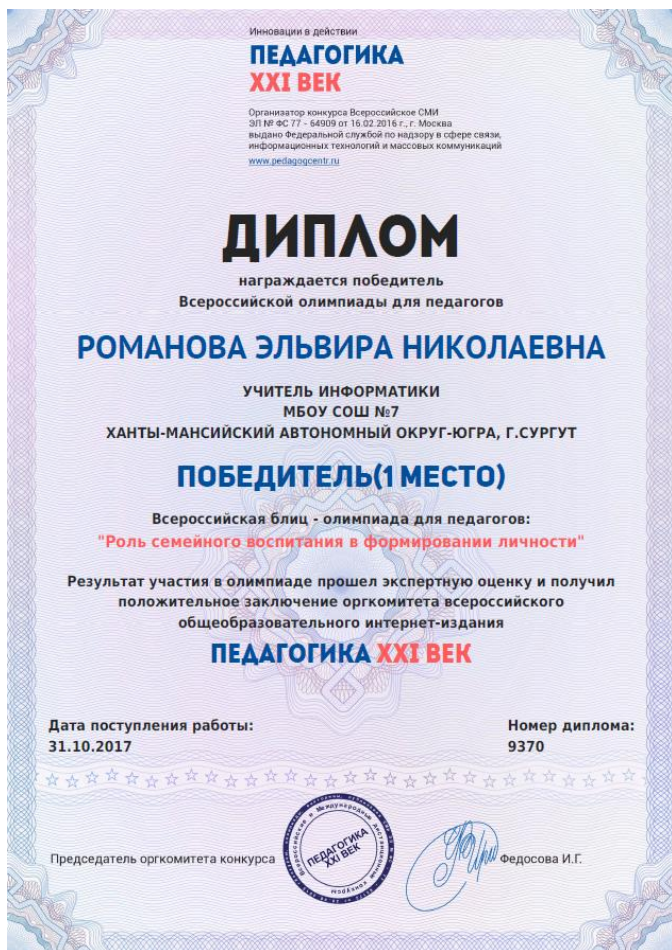 Инновации в действии
ПЕДАГОГИКА
XXI ВЕК
Организатор конкурса Всероссийское СМИ
ЭЛ № ФС 77 - 64909 от 16.02.2016 г., г. Москва
выдано Федеральной службой по надзору в сфере связи,
информационных технологий и массовых коммуникаций
www.pedagogcentr.ru
ДИПЛОМ
награждается победитель
Всероссийской олимпиады для педагогов
РОМАНОВА ЭЛЬВИРА НИКОЛАЕВНА
УЧИТЕЛЬ ИНФОРМАТИКИ
МБОУ СОШ №7
ХАНТЫ-МАНСИЙСКИЙ АВТОНОМНЫЙ ОКРУГ-ЮГРА, Г.СУРГУТ
ПОБЕДИТЕЛЬ(1 МЕСТО)
Всероссийская блиц - олимпиада для педагогов:
"Роль семейного воспитания в формировании личности"
Результат участия в олимпиаде прошел экспертную оценку и получил
положительное заключение оргкомитета всероссийского
общеобразовательного интернет-издания
ПЕДАГОГИКА XXI ВЕК
Дата поступления работы:
31.10.2017
Номер диплома:
9370
Председатель оргкомитета конкурса
Всероссийские и Международные дистанционные конкурсы
ПЕДАГОГИКА
XXI ВЕК
Федосова И.Г.